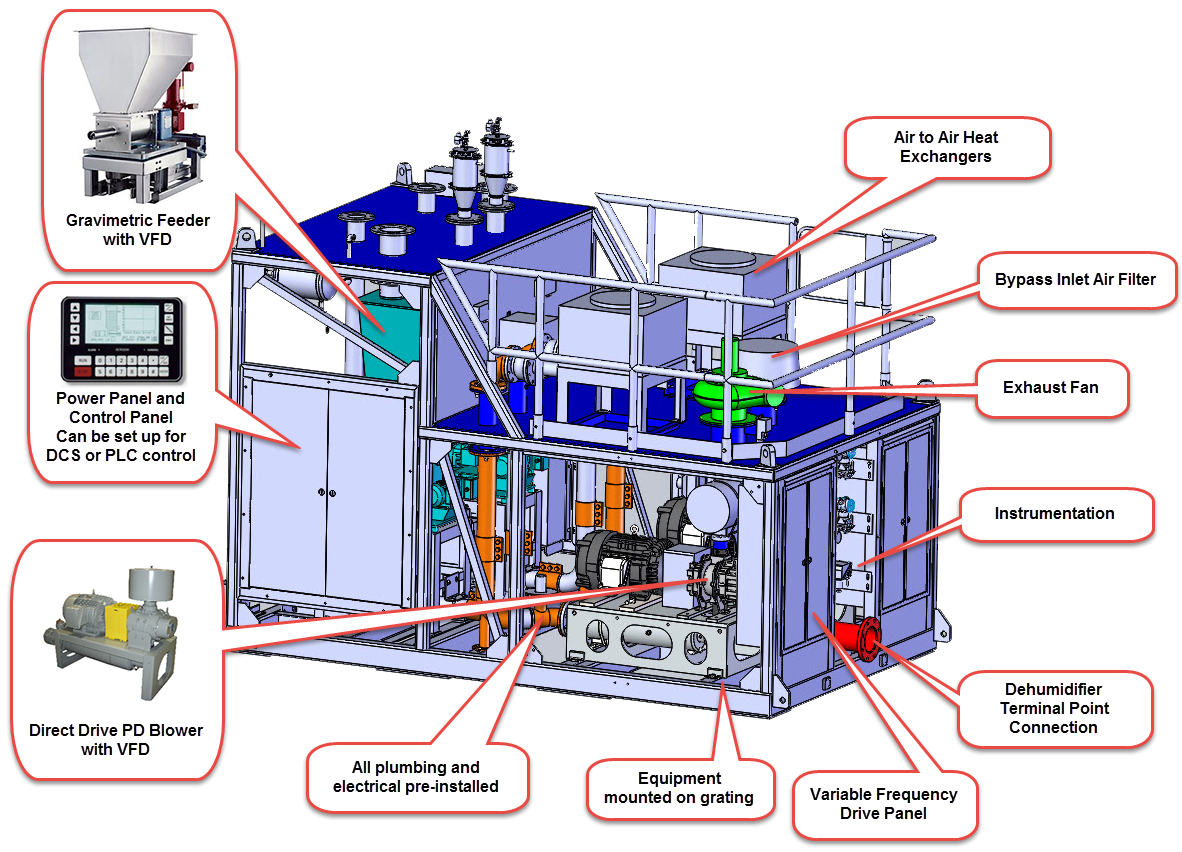 Gravimetric Feeder
with VFD
Air to Air Heat
Exchangers
Bypass Inlet Air Filter
Power Panel and
Control Panel
Can be set up for
DCS or PLC control
Exhaust Fan
Instrumentation
Direct Drive PD Blower
with VFD
Dehumidifier
Terminal Point
Connection
All plumbing and
electrical pre-installed
Equipment
mounted on grating
Variable Frequency
Drive Panel